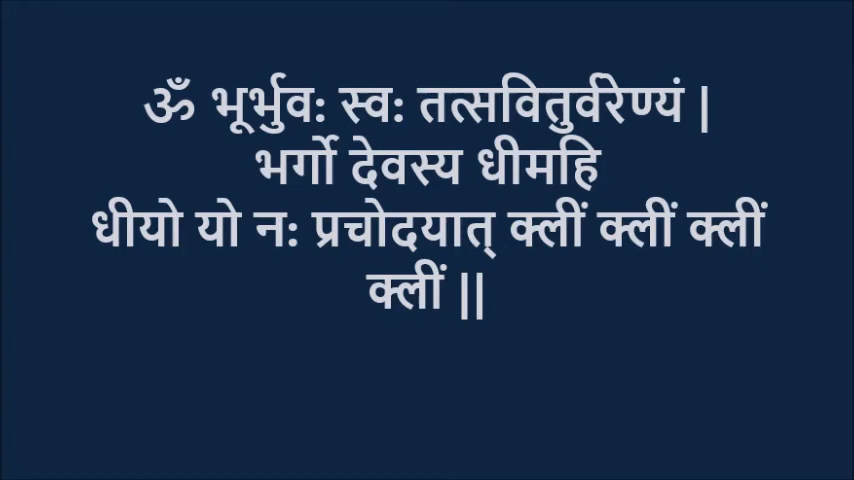 ॐ भूर्भुवः स्वः तत्सवितुर्वरेण्यं |
भर्गो देवस्य धीमहि
धीयो यो नः प्रचोदयात् क्लीं क्लीं क्लीं
क्लीं ||